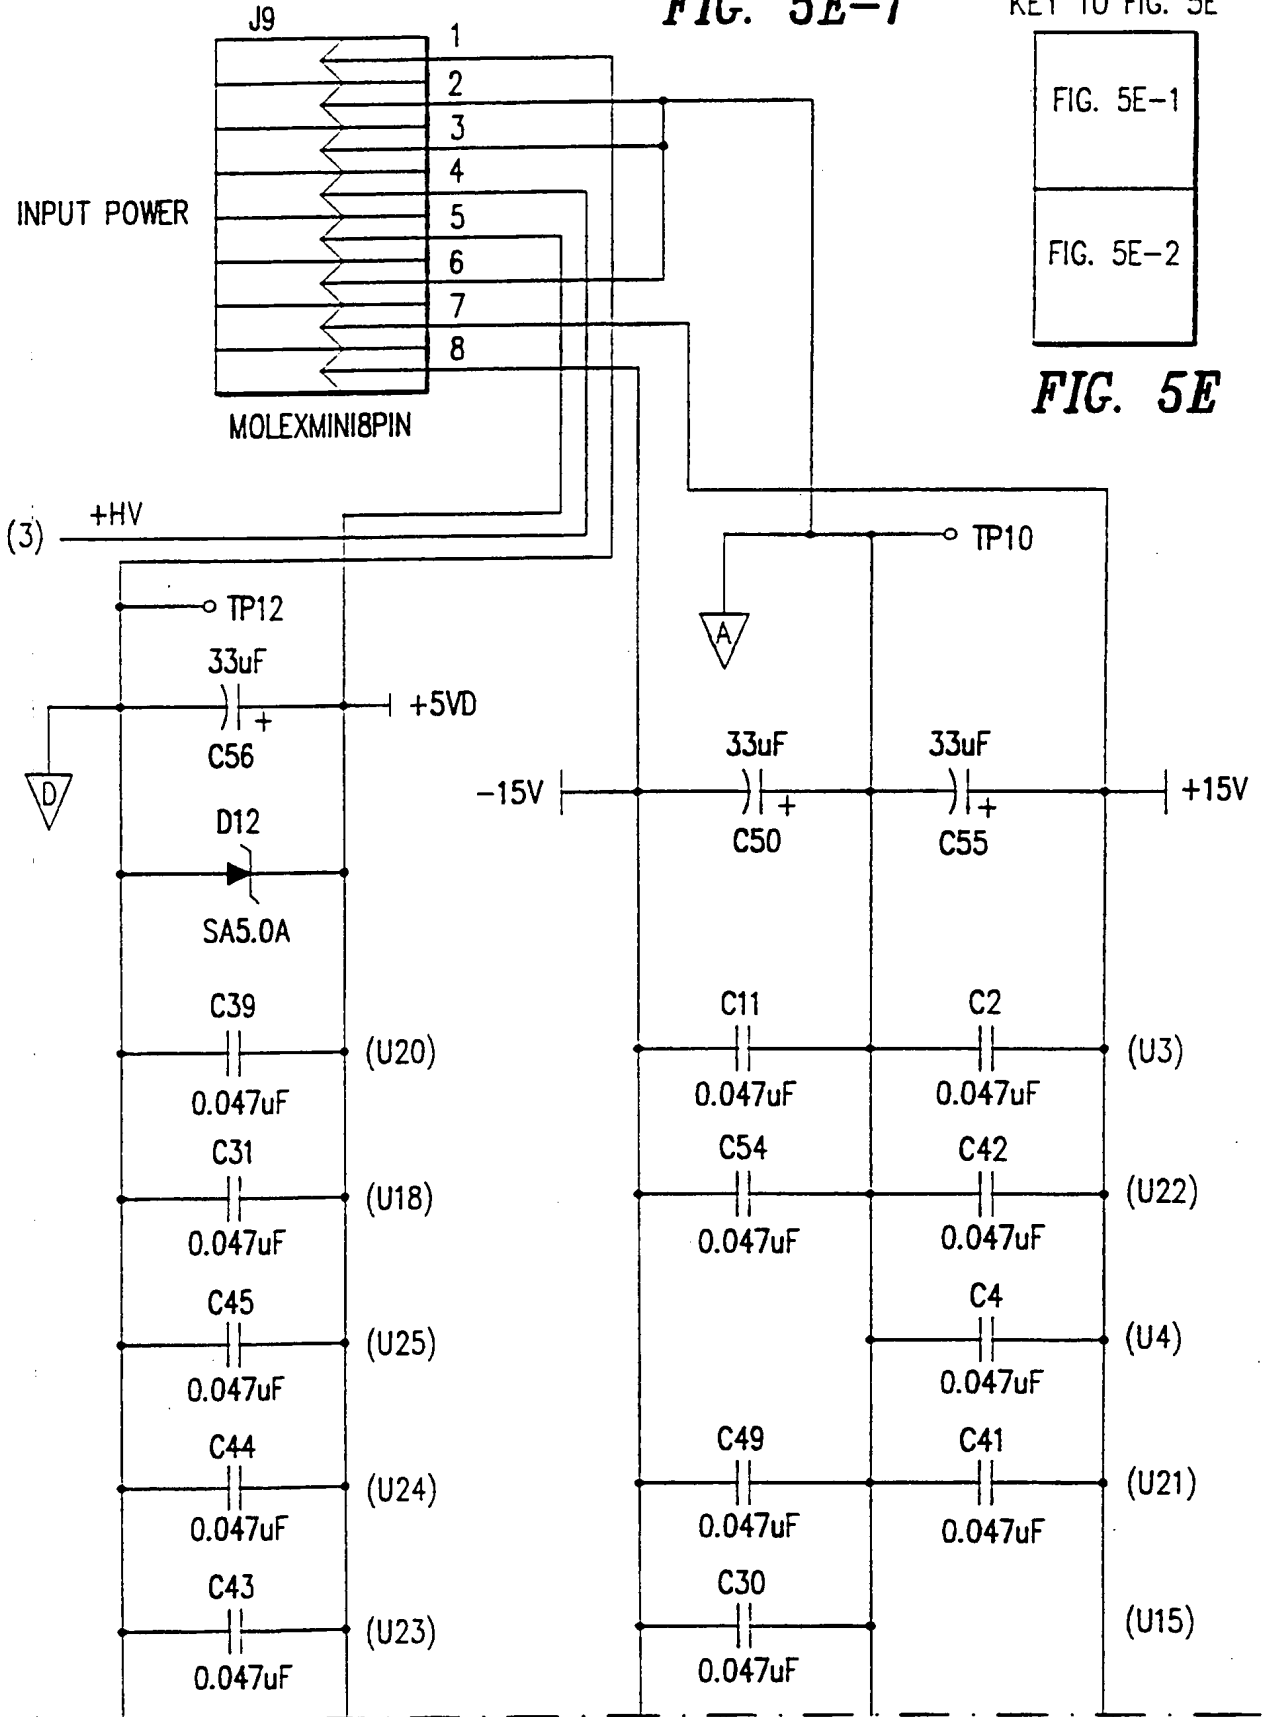 J9
FIG. 5E-1
KEY TO FIG. 5E
1
2
3
4
5
6
7
8
INPUT POWER
MOLEXMINI8PIN
FIG. 5E-1
FIG. 5E-2
FIG. 5E
(3)
+HV
TP10
TP12
A
33uF
+5VD
+
C56
D
33uF
33uF
-15V
+15V
+
+
C50
C55
D12
SA5.0A
C39
C11
C2
(U20)
(U3)
0.047uF
0.047uF
0.047uF
C31
C54
C42
(U18)
(U22)
0.047uF
0.047uF
0.047uF
C45
C4
(U25)
(U4)
0.047uF
0.047uF
C44
C49
C41
(U24)
(U21)
0.047uF
0.047uF
0.047uF
C43
C30
(U23)
(U15)
0.047uF
0.047uF